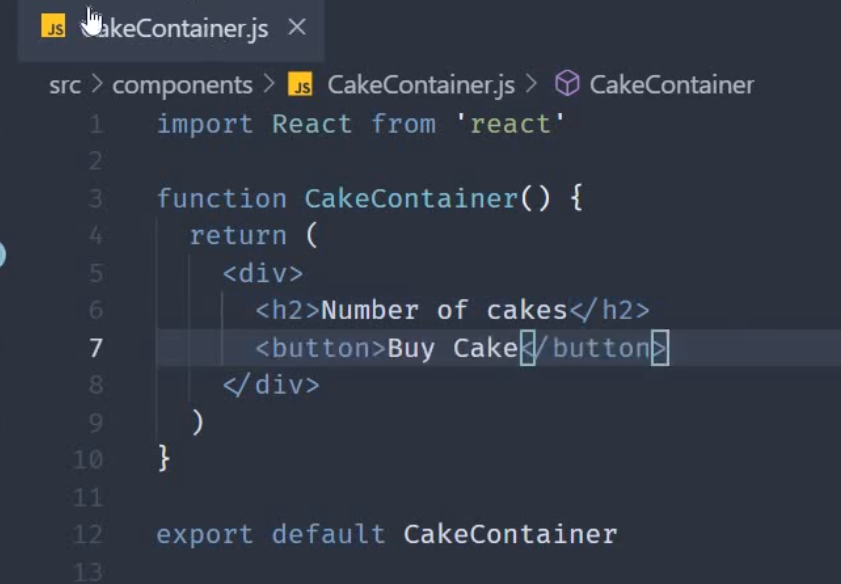 JS CakeContainer.js ×
src > components > JS CakeContainer.js > CakeContainer
1 import React from 'react'
2
3 function CakeContainer() {
4 return (
5 <div>
6 <h2>Number of cakes</h2>
7 <button>Buy Cake</button>
8 </div>
9 )
10 }
11
12 export default CakeContainer
13